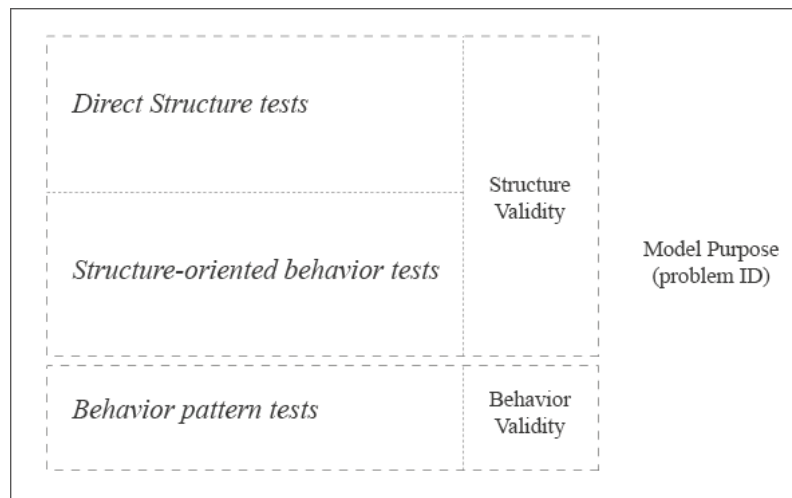 Direct Structure tests
Structure
Validity
Structure-oriented behavior tests
Model Purpose
(problem ID)
Behavior pattern tests
Behavior
Validity